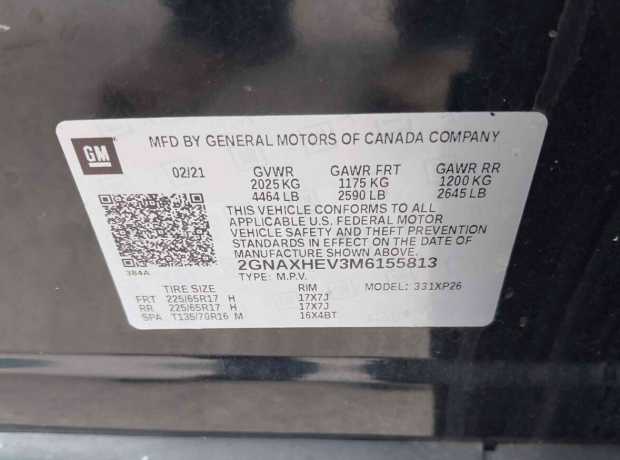 GM
MFD BY GENERAL MOTORS OF CANADA COMPANY
02/21 GVWR GAWR FRT GAWR RR
2025 KG 1175 KG 1200 KG
4464 LB 2590 LB 2645 LB
THIS VEHICLE CONFORMS TO ALL
APPLICABLE U.S. FEDERAL MOTOR
VEHICLE SAFETY AND THEFT PREVENTION
STANDARDS IN EFFECT ON THE DATE OF
MANUFACTURE SHOWN ABOVE.
2GNAXHEV3M6155813
384A
TYPE: M.P.V. MODEL: 331XP26
TIRE SIZE RIM
FRT 225/65R17 H 17X7J
RR 225/65R17 H 17X7J
SPA T135/70R16 M 16X4BT